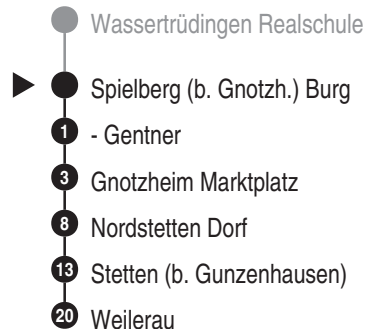 Wassertrüdingen Realschule
Spielberg (b. Gnotzh.) Burg
1 - Gentner
3 Gnotzheim Marktplatz
8 Nordstetten Dorf
13 Stetten (b. Gunzenhausen)
20 Weilerau